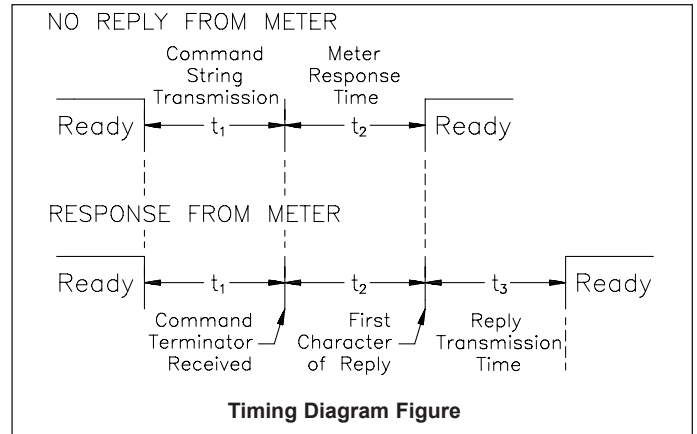 NO REPLY FROM METER
Command
String
Transmission
Meter
Response
Time
Ready
t₁
t₂
Ready
RESPONSE FROM METER
Ready
t₁
t₂
t₃
Ready
Command
Terminator
Received
First
Character
of Reply
Reply
Transmission
Time
Timing Diagram Figure